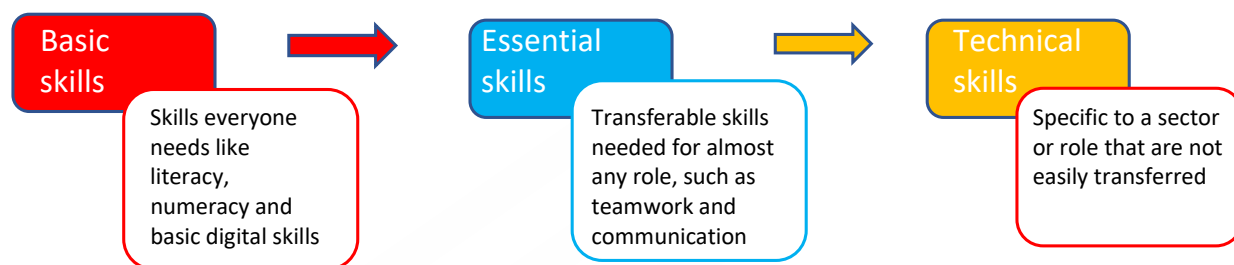 Basic
skills
Skills everyone
needs like
literacy,
numeracy and
basic digital skills
Essential
skills
Transferable skills
needed for almost
any role, such as
teamwork and
communication
Technical
skills
Specific to a sector
or role that are not
easily transferred